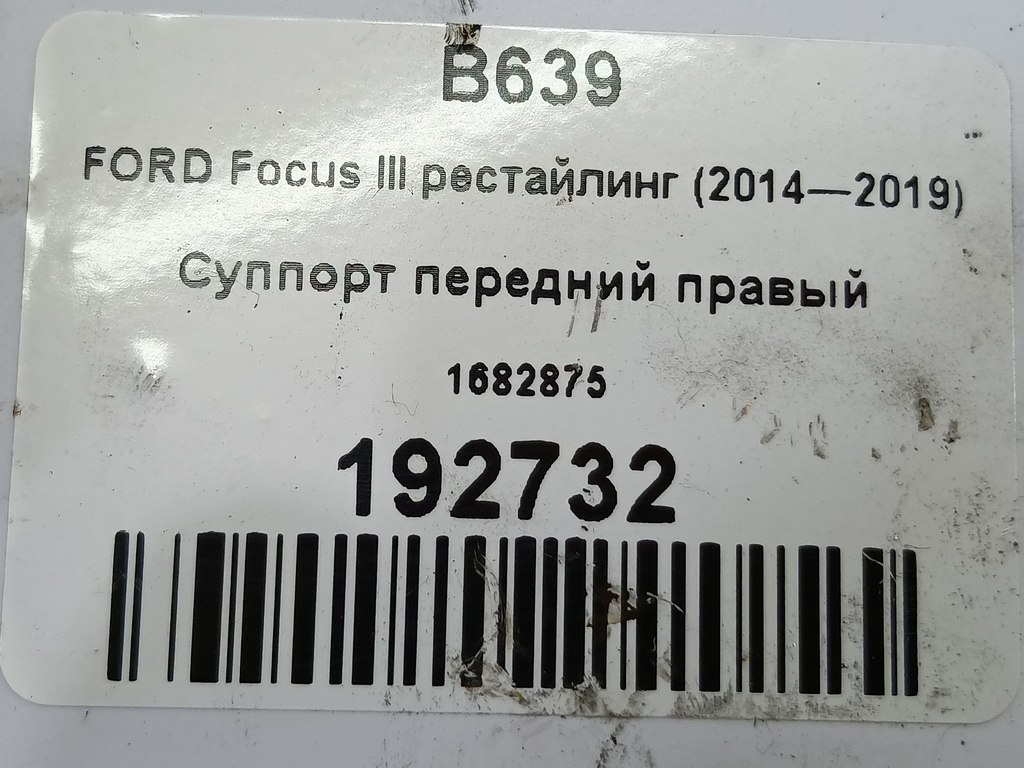 B639
FORD Focus III рестайлинг (2014—2019)
Суппорт передний правый
1682875
192732